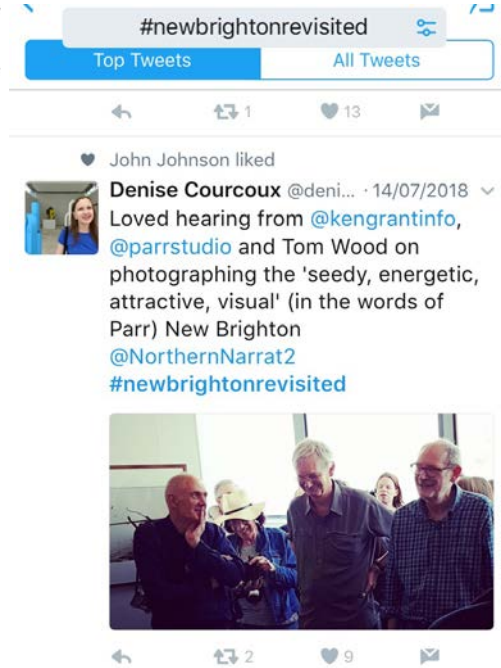 #newbrightonrevisited
Top Tweets All Tweets
1 13
John Johnson liked
Denise Courcoux @deni... · 14/07/2018
Loved hearing from @kengrantinfo,
@parrstudio and Tom Wood on
photographing the 'seedy, energetic,
attractive, visual' (in the words of
Parr) New Brighton
@NorthernNarrat2
#newbrightonrevisited
2 9